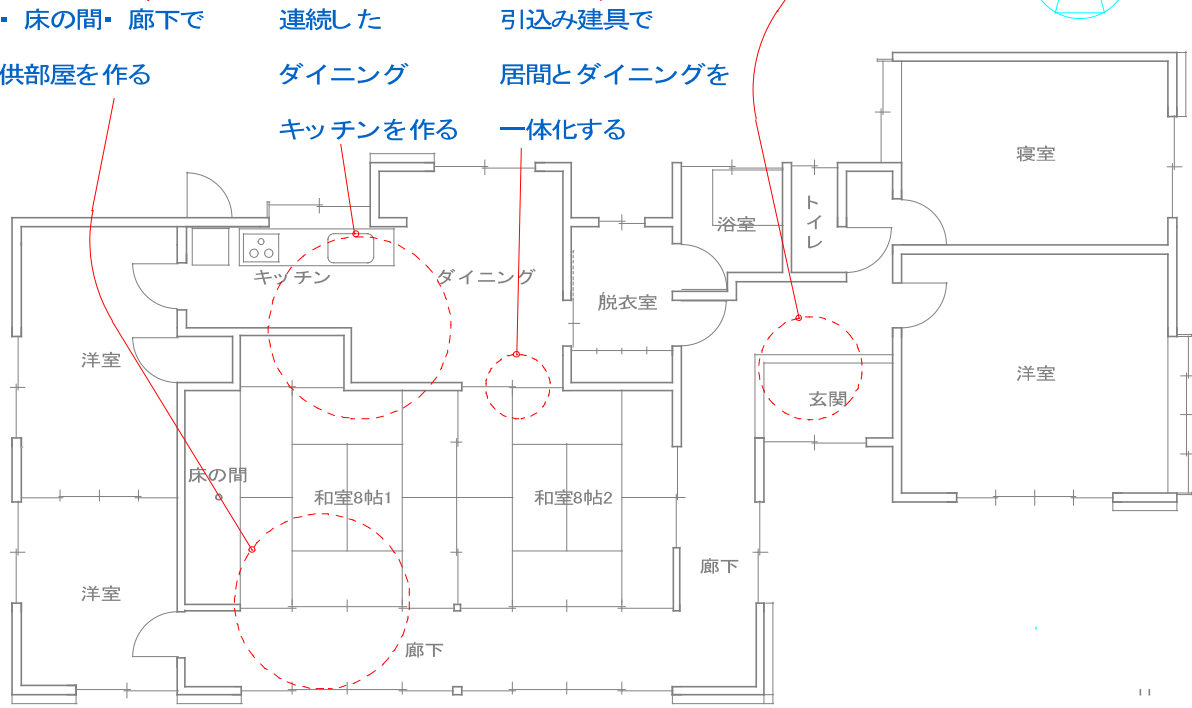 ・ 床の間・ 廊下で
供部屋を作る
連続した
ダイニング
キッチンを作る
引込み建具で
居間とダイニングを
一体化する
寝室
浴室
トイレ
キッチン
ダイニング
脱衣室
洋室
洋室
玄関
床の間
和室8帖1
和室8帖2
廊下
洋室
廊下